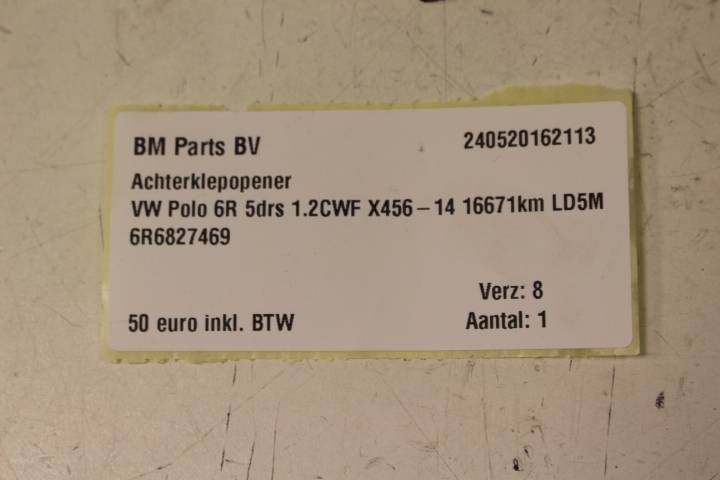 BM Parts BV 240520162113
Achterklepopener
VW Polo 6R 5drs 1.2CWF X456-14 16671km LD5M
6R6827469
Verz: 8
50 euro inkl. BTW Aantal: 1